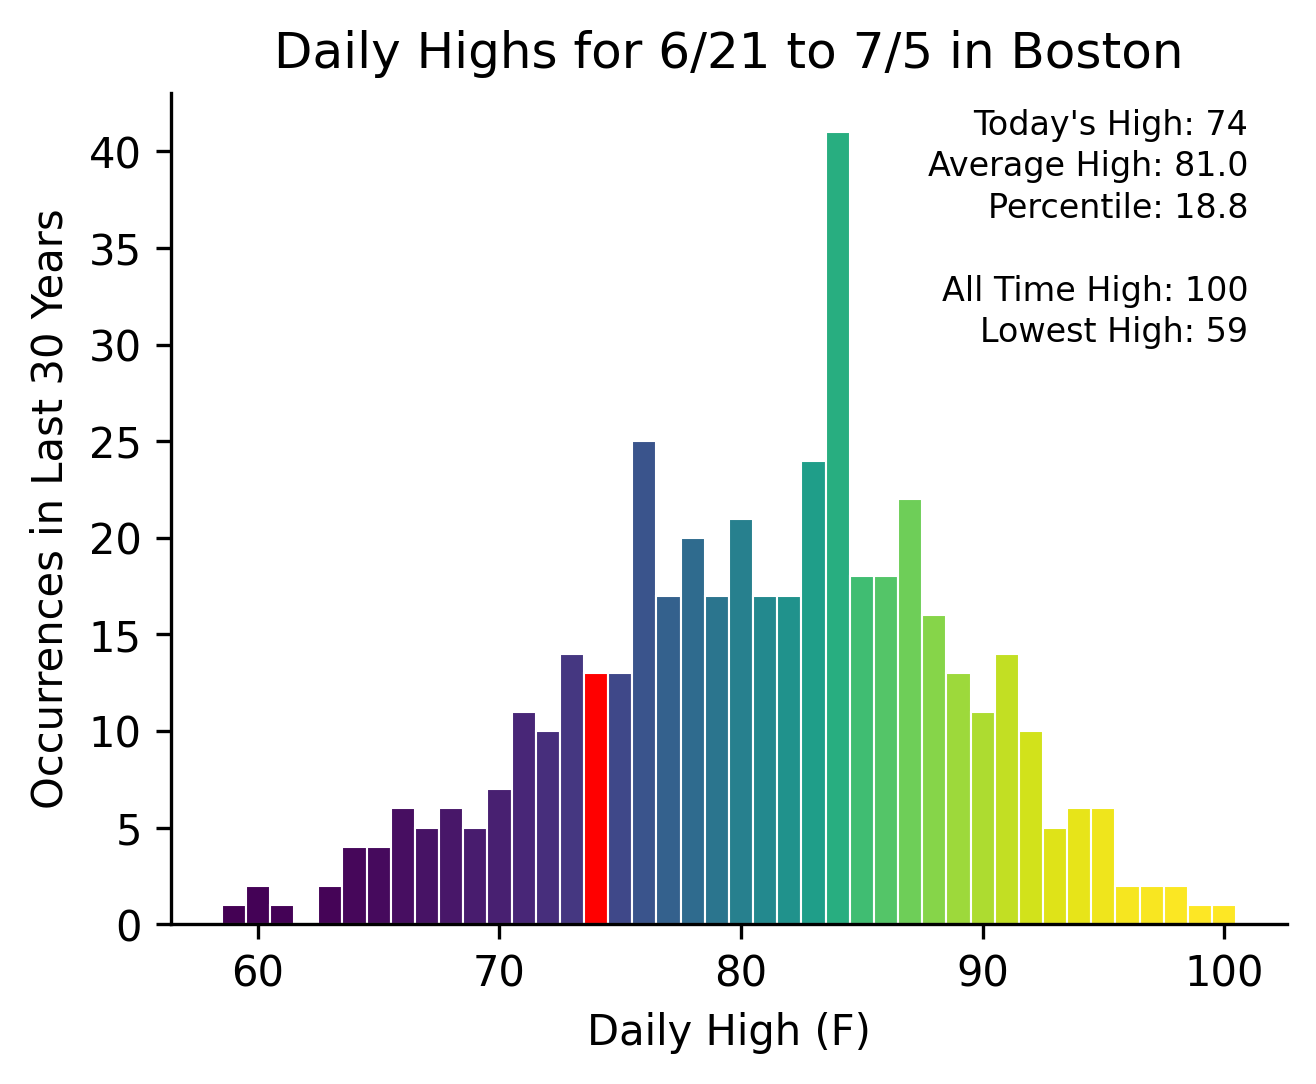 Daily Highs for 6/21 to 7/5 in Boston
Today's High: 74
Average High: 81.0
Percentile: 18.8
All Time High: 100
Lowest High: 59
Occurrences in Last 30 Years
40
35
30
25
20
15
10
5
0
60 70 80 90 100
Daily High (F)